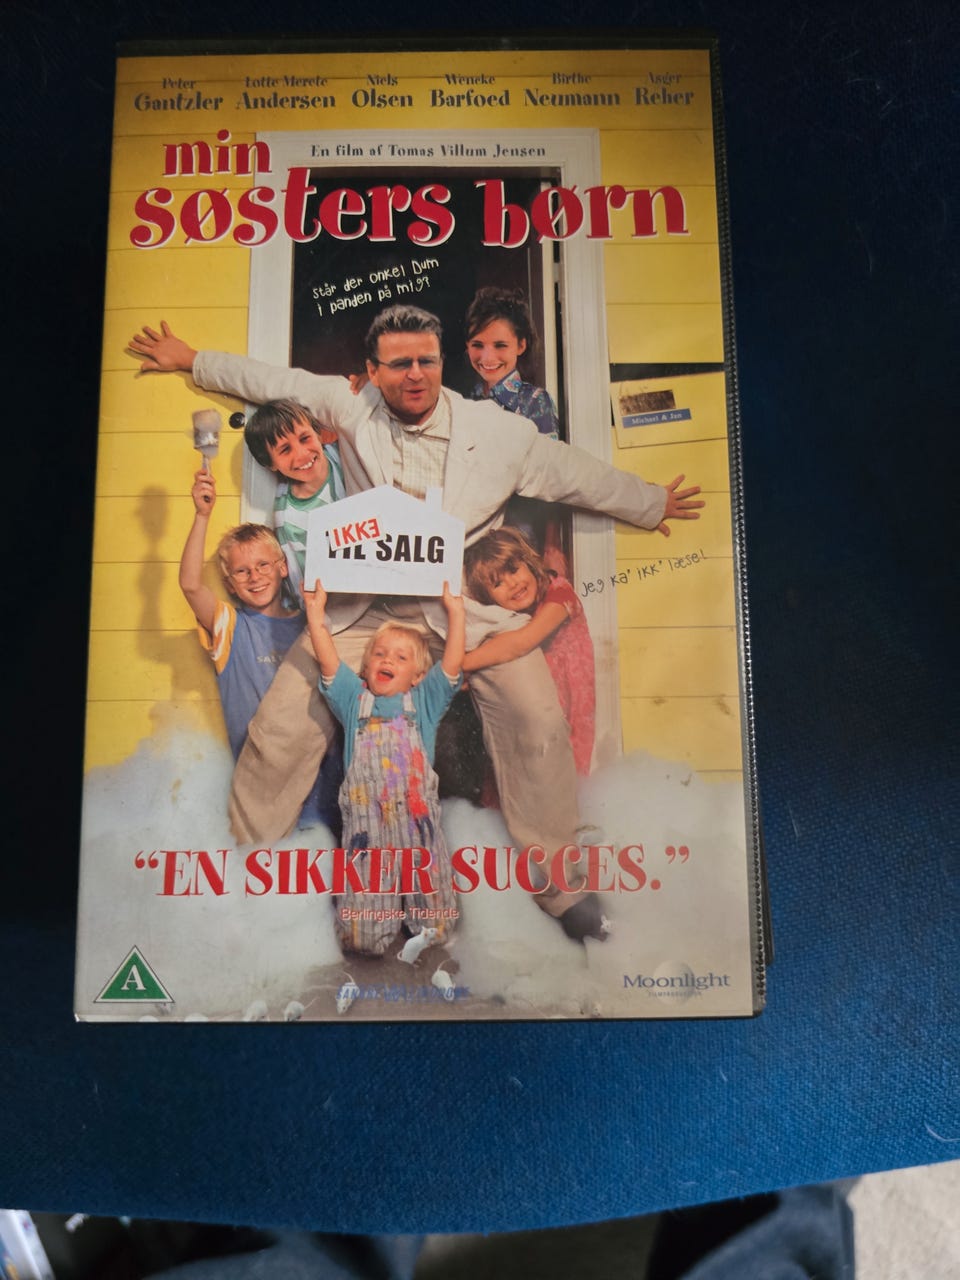 Peter Gantzler
Lotte Merete Andersen
Niels Olsen
Wencke Barfoed
Birthe Neumann
Asger Reher
En film af Tomas Villum Jensen
min
søsters børn
står der onkel Dum
i panden på mig?
Michael & Jan
IKKE
TIL SALG
jeg ka' ikk' læse!
"EN SIKKER SUCCES."
Berlingske Tidende
A
Moonlight
FILMPRODUCTION